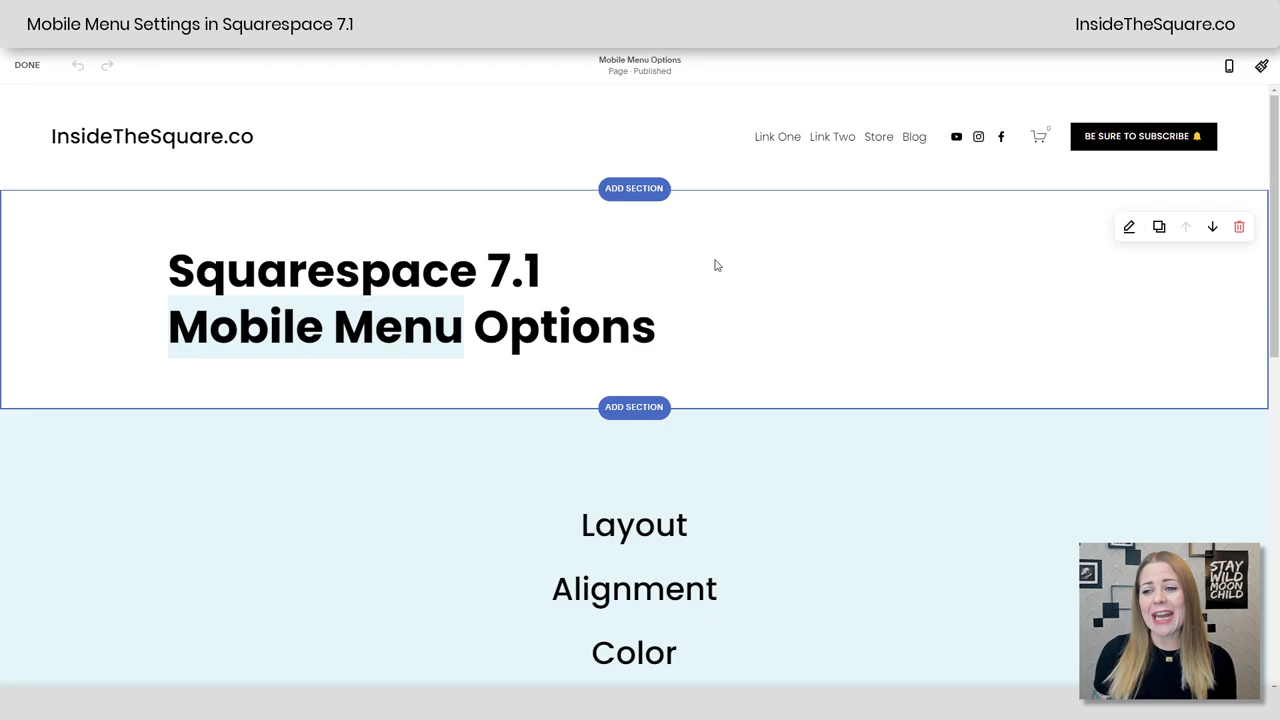 Mobile Menu Settings in Squarespace 7.1
InsideTheSquare.co
DONE
Mobile Menu Options
Page · Published
InsideTheSquare.co
Link One
Link Two
Store
Blog
0
BE SURE TO SUBSCRIBE 🔔
ADD SECTION
Squarespace 7.1
Mobile Menu Options
ADD SECTION
Layout
Alignment
Color
STAY
WILD
MOON
CHILD